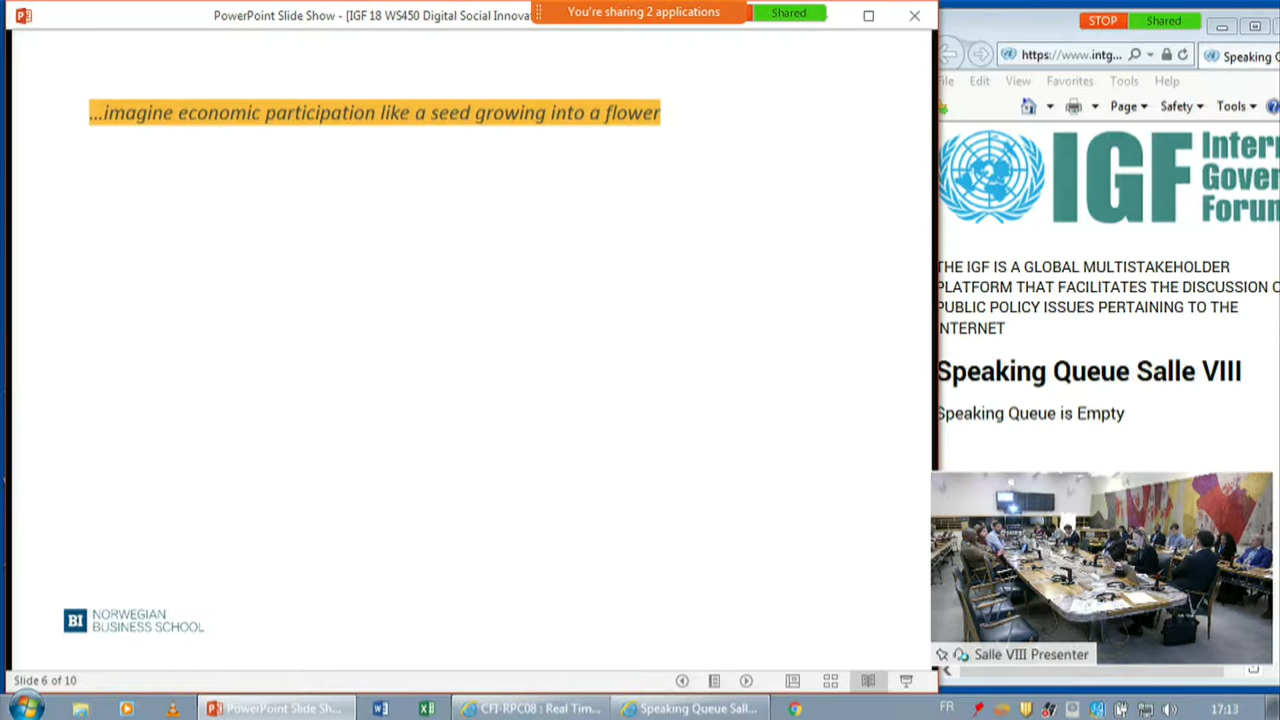 PowerPoint Slide Show - [IGF 18 WS450 Digital Social Innova
You're sharing 2 applications
Shared
STOP
Shared
https://www.intg...
Speaking
File Edit View Favorites Tools Help
Page Safety Tools
...imagine economic participation like a seed growing into a flower
IGF
THE IGF IS A GLOBAL MULTISTAKEHOLDER
PLATFORM THAT FACILITATES THE DISCUSSION
PUBLIC POLICY ISSUES PERTAINING TO THE
INTERNET
Speaking Queue Salle VIII
Speaking Queue is Empty
BI NORWEGIAN
BUSINESS SCHOOL
Salle VIII Presenter
Slide 6 of 10
PowerPoint Slide Sh...
CFI-RPC08 : Real Tim...
Speaking Queue Sall...
FR
17:13